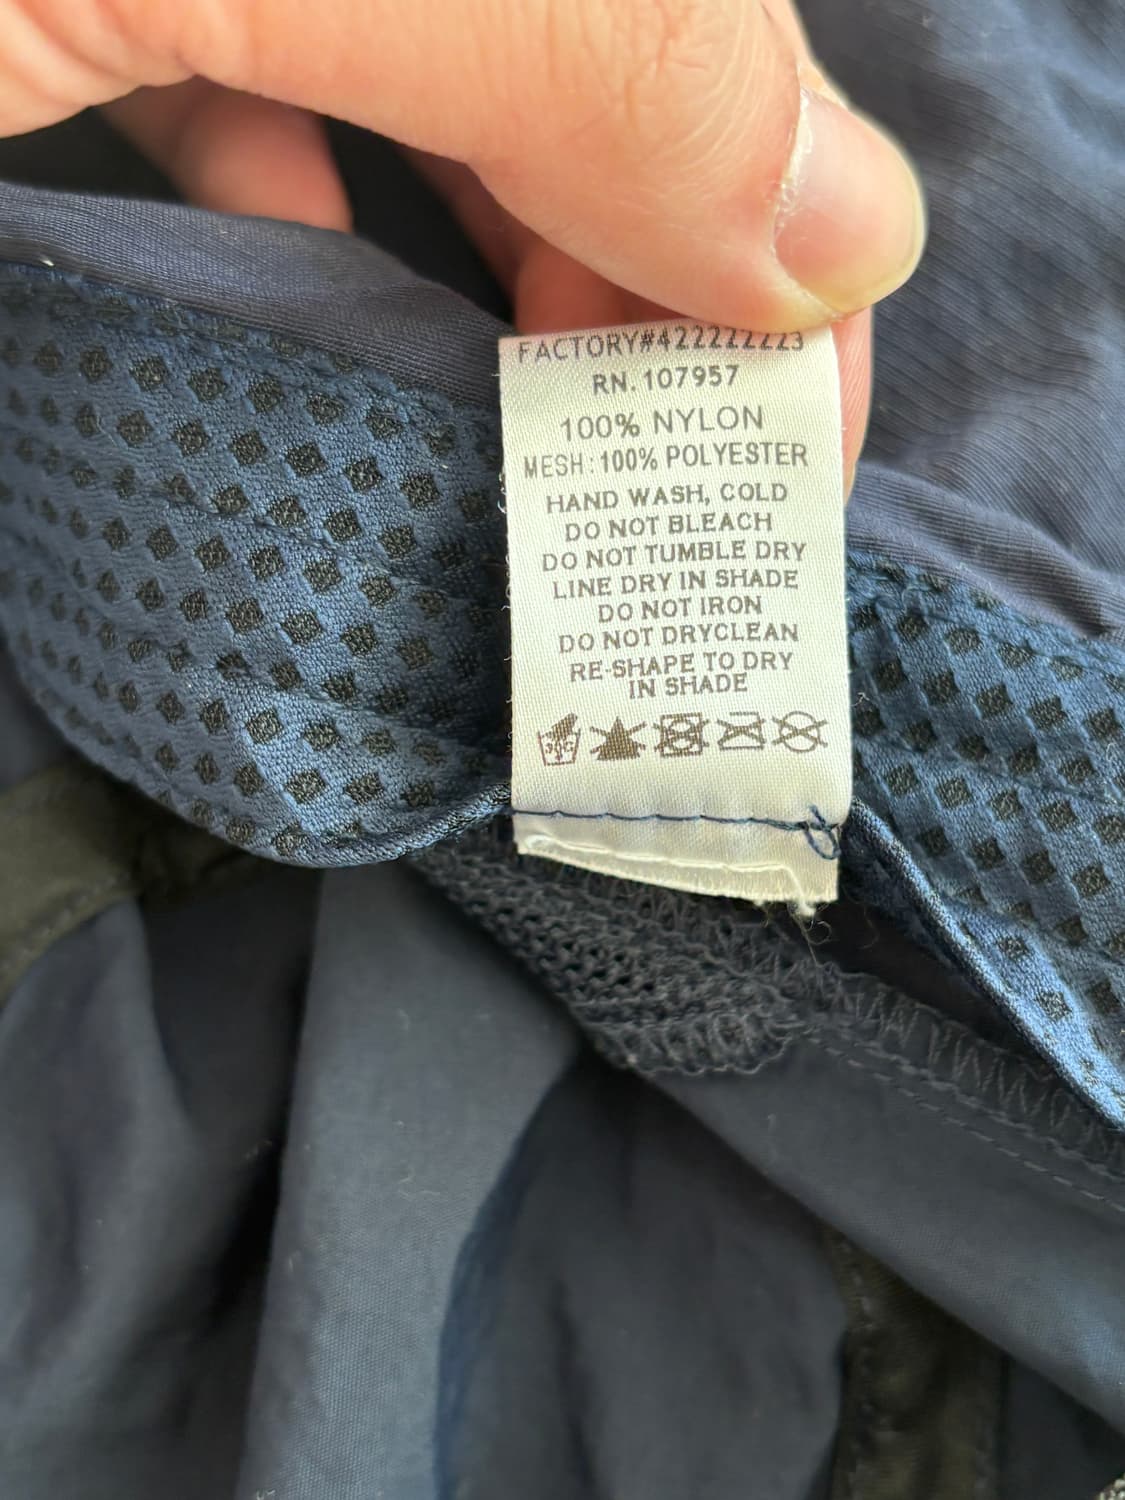 FACTORY#422222223
RN. 107957
100% NYLON
MESH: 100% POLYESTER
HAND WASH, COLD
DO NOT BLEACH
DO NOT TUMBLE DRY
LINE DRY IN SHADE
DO NOT IRON
DO NOT DRYCLEAN
RE-SHAPE TO DRY
IN SHADE